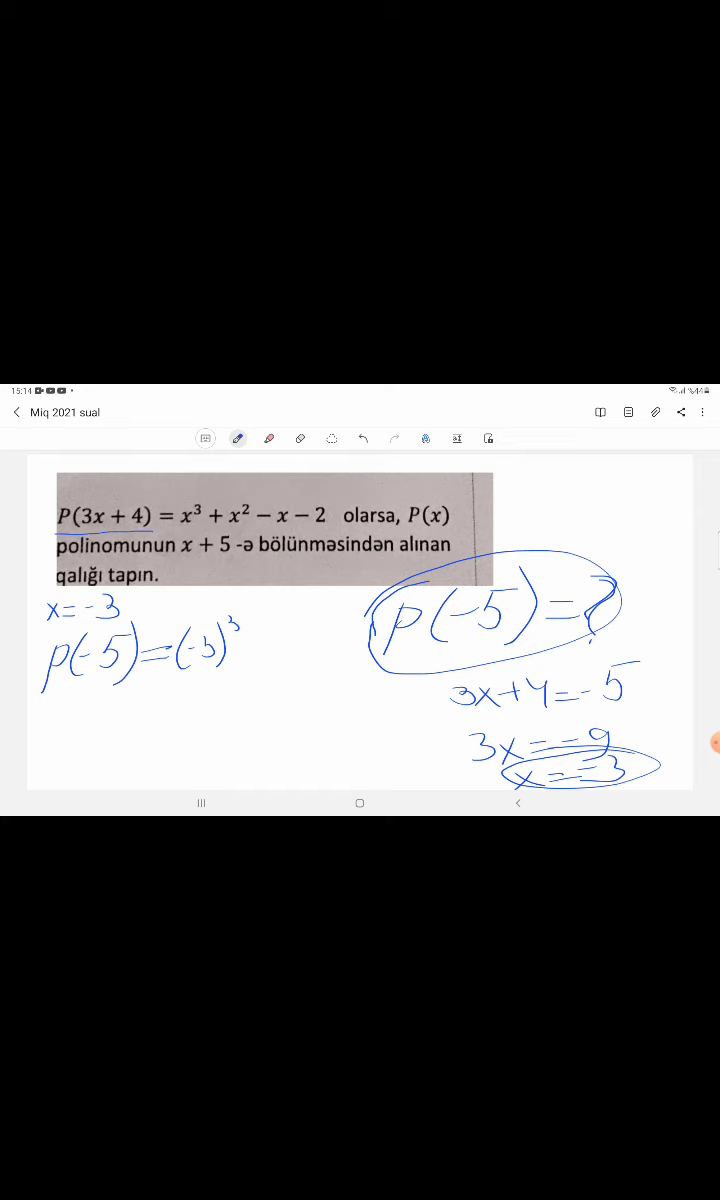 15:14
%44
Miq 2021 sual
P(3x + 4) = x³ + x² − x − 2 olarsa, P(x)
polinomunun x + 5 -ə bölünməsindən alınan
qalığı tapın.
x=-3
p(-5)=(-3)³
p(-5)=?
3x+4=-5
3x=-9
x=-3